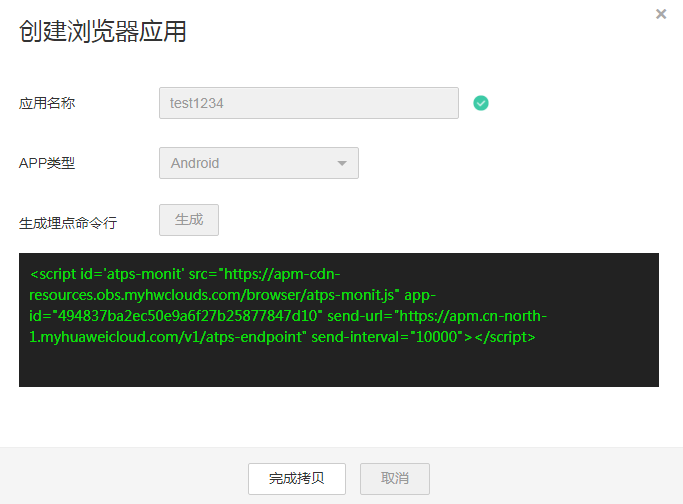 创建浏览器应用
×
应用名称 test1234
APP类型 Android
生成埋点命令行 生成
<script id='atps-monit' src="https://apm-cdn-
resources.obs.myhwclouds.com/browser/atps-monit.js" app-
id="494837ba2ec50e9a6f27b25877847d10" send-url="https://apm.cn-north-
1.myhuaweicloud.com/v1/atps-endpoint" send-interval="10000"></script>
完成拷贝 取消